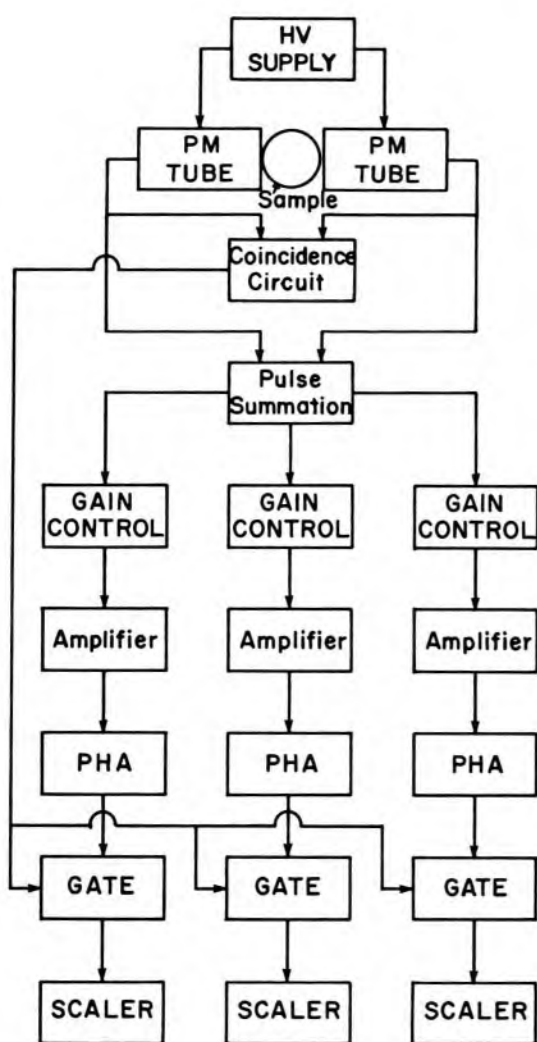 HV
SUPPLY
PM
TUBE
PM
TUBE
Sample
Coincidence
Circuit
Pulse
Summation
GAIN
CONTROL
GAIN
CONTROL
GAIN
CONTROL
Amplifier
Amplifier
Amplifier
PHA
PHA
PHA
GATE
GATE
GATE
SCALER
SCALER
SCALER